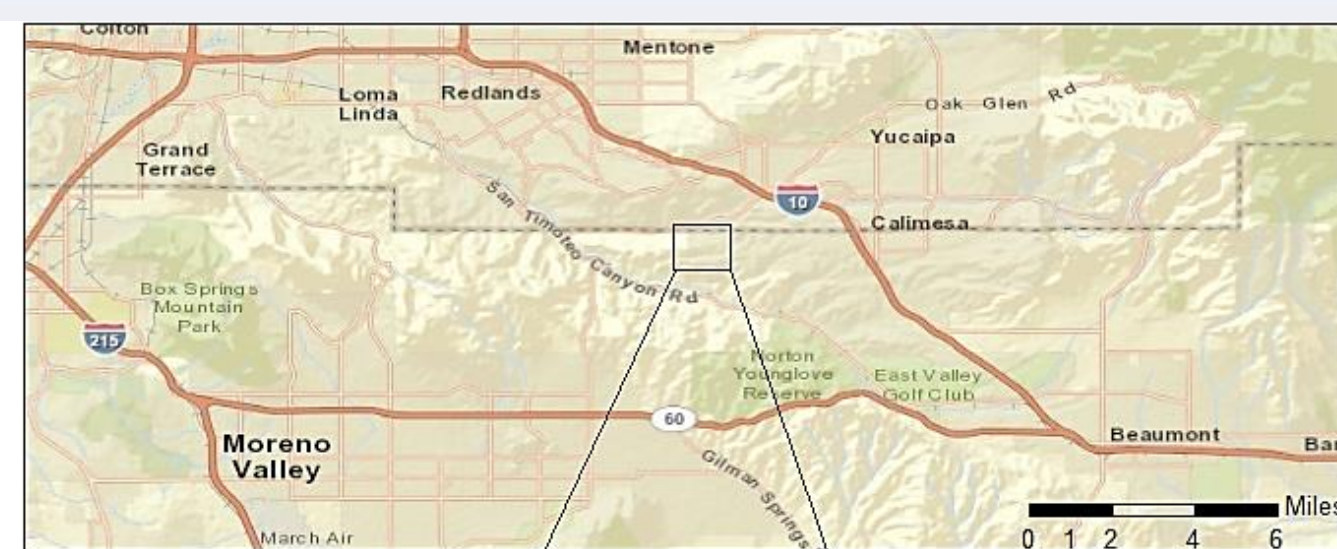 Colton
Mentone
Loma
Linda
Redlands
Oak Glen Rd
Yucaipa
Grand
Terrace
San Timoteo Canyon Rd
10
Calimesa
Box Springs
Mountain
Park
215
Norton
Younglove
Reserve
East Valley
Golf Club
60
Moreno
Valley
Beaumont
Ban
Gilman Springs
Miles
March Air
0 1 2 4 6